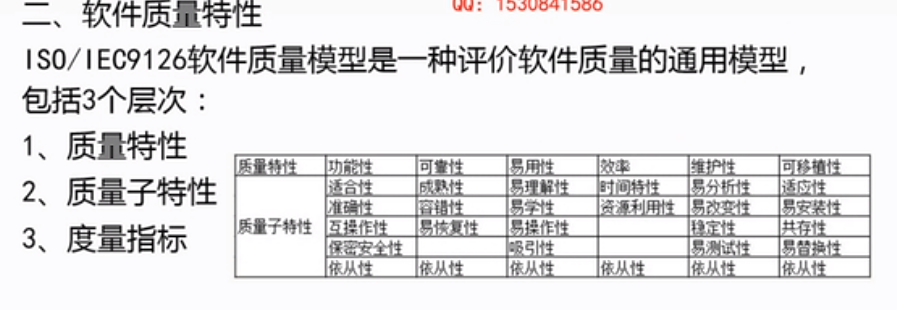 QQ: 1530841586
二、软件质量特性
ISO/IEC9126软件质量模型是一种评价软件质量的通用模型，
包括3个层次：
1、质量特性
2、质量子特性
3、度量指标
质量特性 功能性 可靠性 易用性 效率 维护性 可移植性
适合性 成熟性 易理解性 时间特性 易分析性 适应性
准确性 容错性 易学性 资源利用性 易改变性 易安装性
质量子特性 互操作性 易恢复性 易操作性 稳定性 共存性
保密安全性 吸引性 易测试性 易替换性
依从性 依从性 依从性 依从性 依从性 依从性